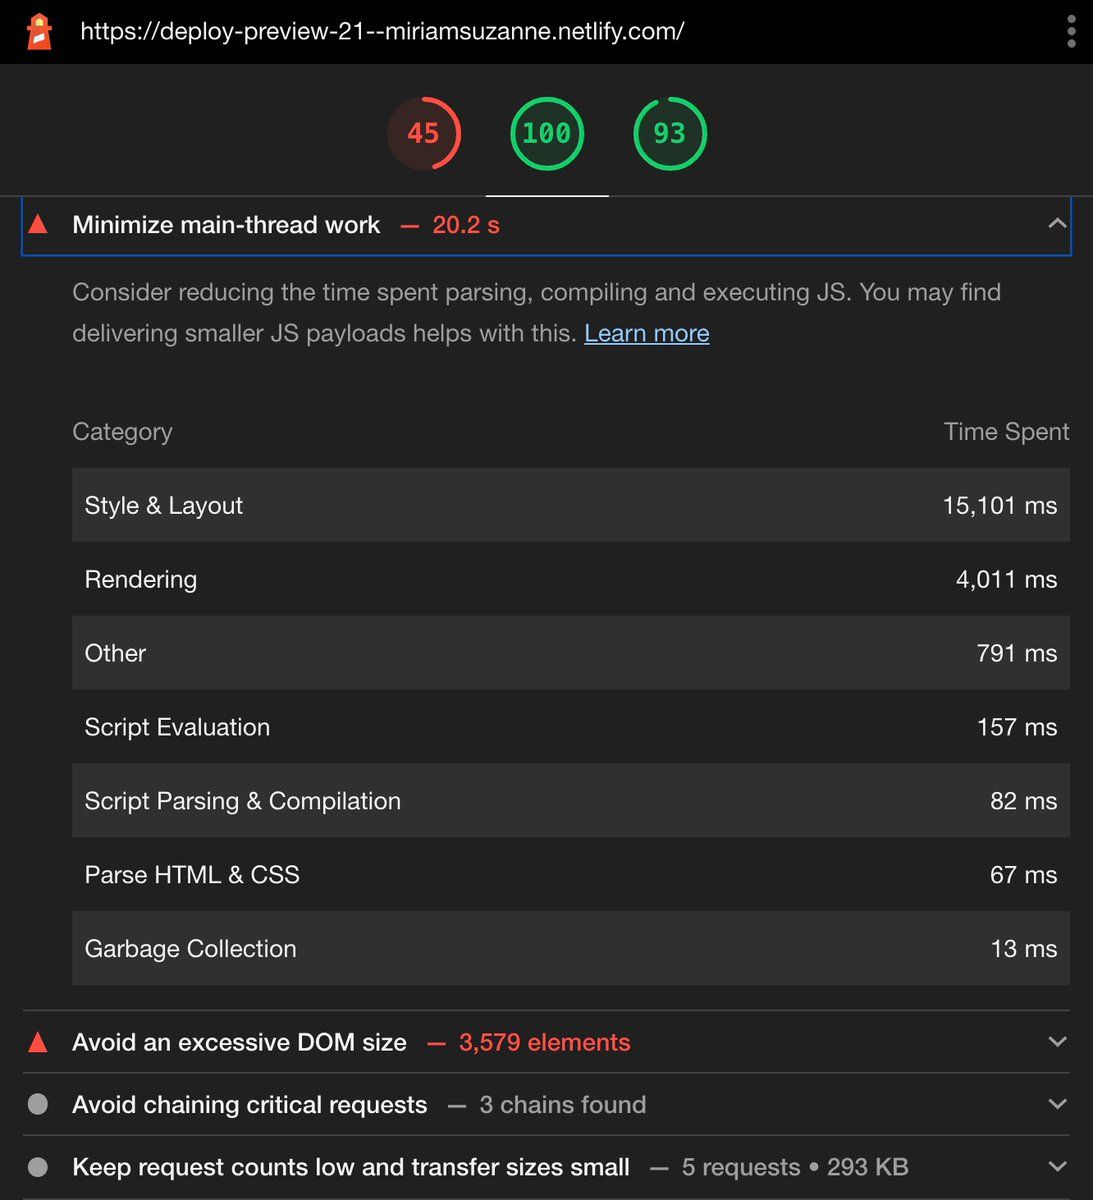 https://deploy-preview-21--miriamsuzanne.netlify.com/
45 100 93
Minimize main-thread work — 20.2 s
Consider reducing the time spent parsing, compiling and executing JS. You may find
delivering smaller JS payloads helps with this. Learn more
Category Time Spent
Style & Layout 15,101 ms
Rendering 4,011 ms
Other 791 ms
Script Evaluation 157 ms
Script Parsing & Compilation 82 ms
Parse HTML & CSS 67 ms
Garbage Collection 13 ms
Avoid an excessive DOM size — 3,579 elements
Avoid chaining critical requests — 3 chains found
Keep request counts low and transfer sizes small — 5 requests • 293 KB